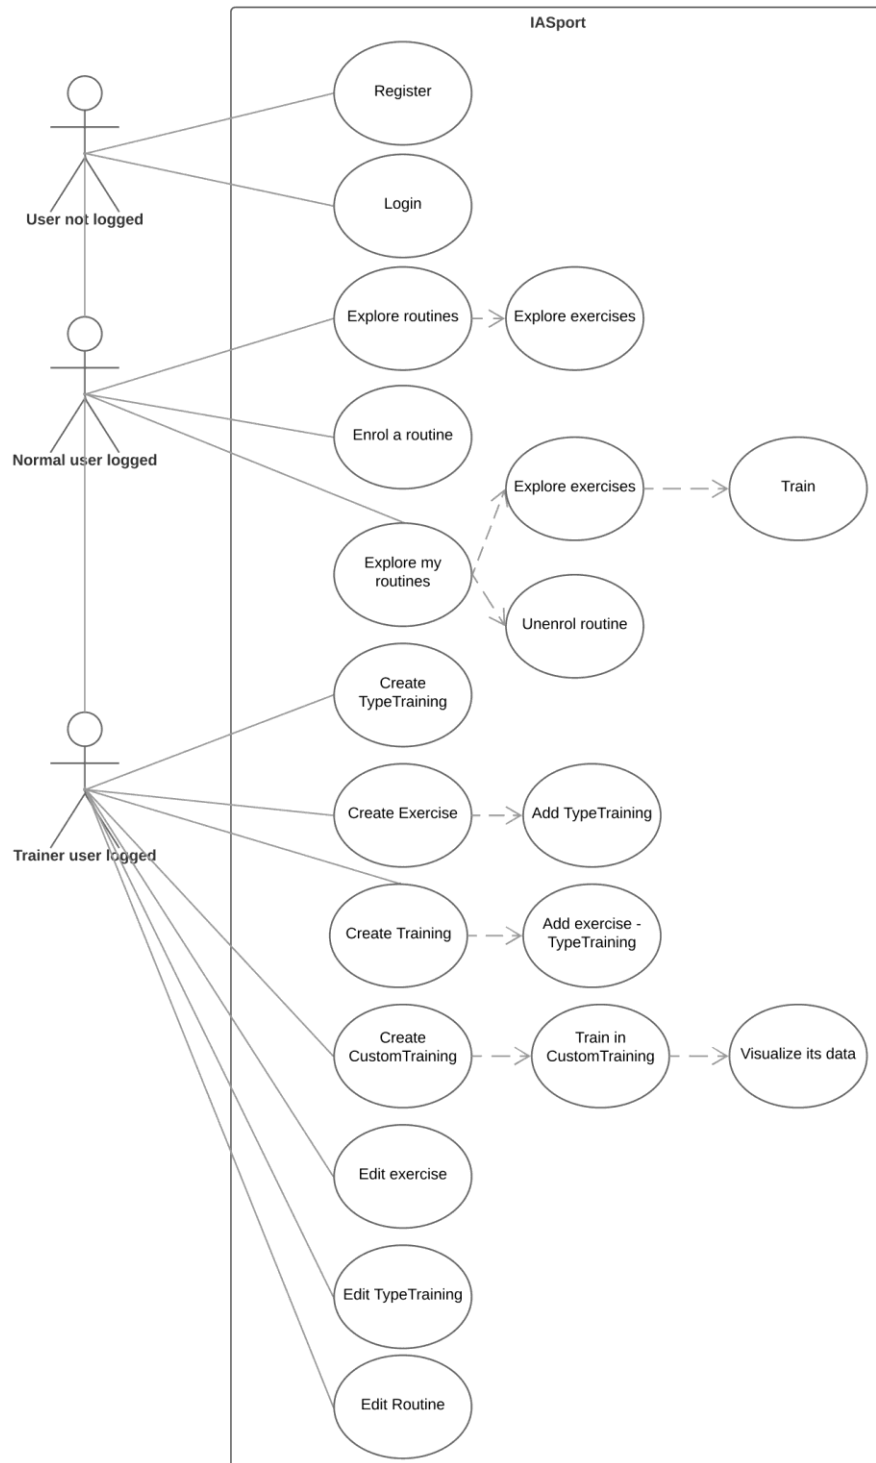 IASport
Register
User not logged
Login
Explore routines
Explore exercises
Normal user logged
Enrol a routine
Explore exercises
Train
Explore my
routines
Unenrol routine
Create
TypeTraining
Create Exercise
Add TypeTraining
Trainer user logged
Create Training
Add exercise -
TypeTraining
Create
CustomTraining
Train in
CustomTraining
Visualize its data
Edit exercise
Edit TypeTraining
Edit Routine